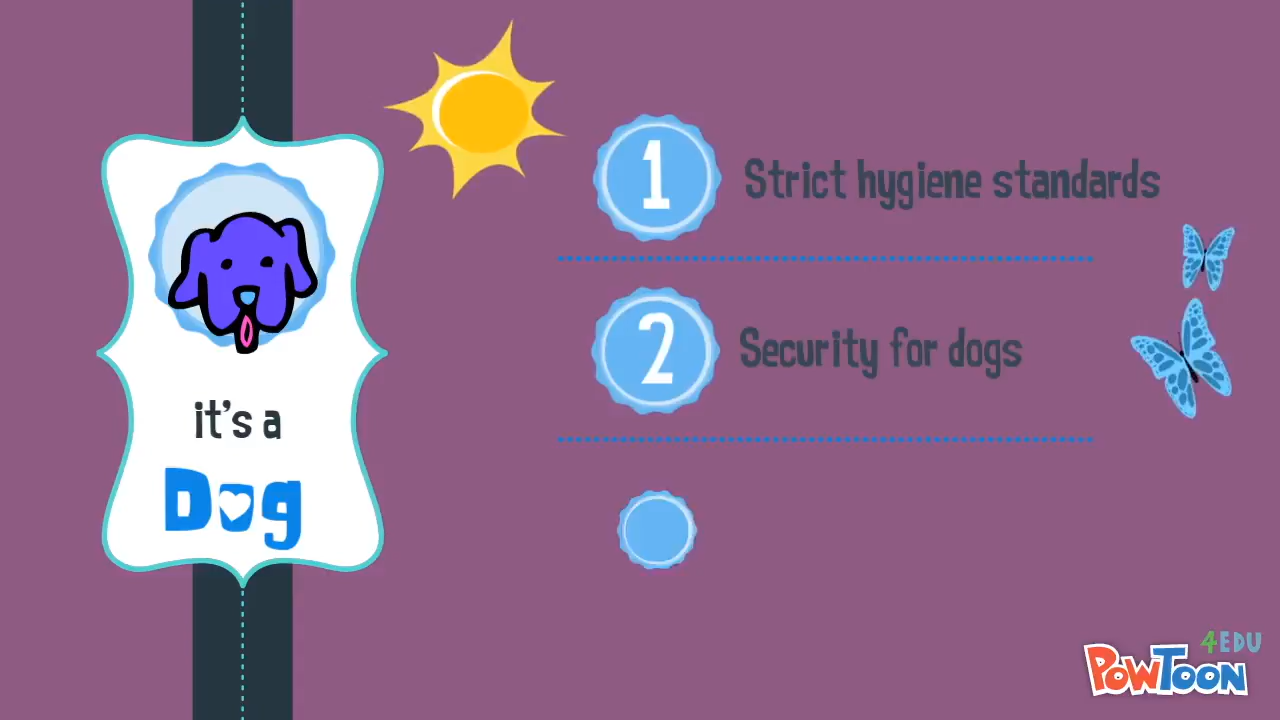 it's a
Dog
1 Strict hygiene standards
2 Security for dogs
4EDU
POWTOON